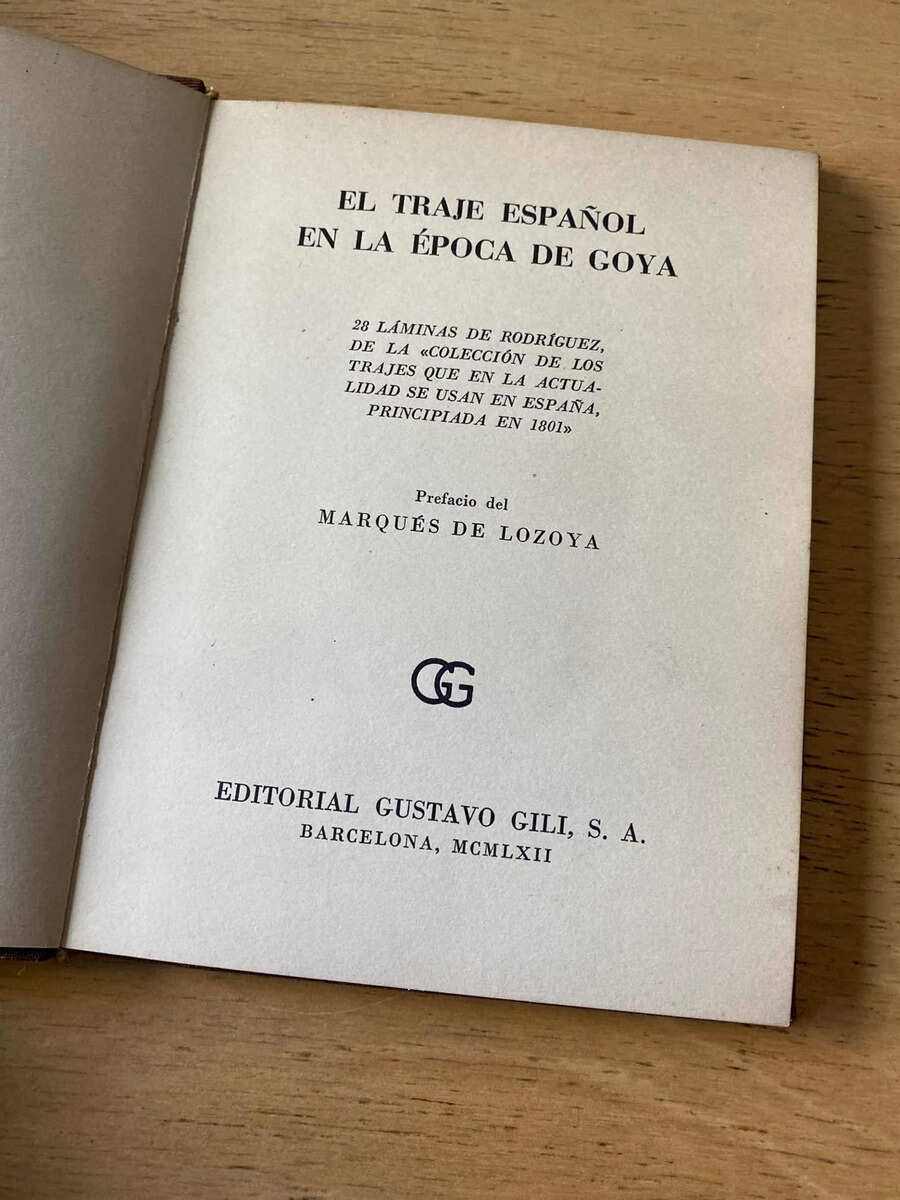 EL TRAJE ESPAÑOL
EN LA ÉPOCA DE GOYA
28 LÁMINAS DE RODRÍGUEZ,
DE LA «COLECCIÓN DE LOS
TRAJES QUE EN LA ACTUA-
LIDAD SE USAN EN ESPAÑA,
PRINCIPIADA EN 1801»
Prefacio del
MARQUÉS DE LOZOYA
GG
EDITORIAL GUSTAVO GILI, S. A.
BARCELONA, MCMLXII